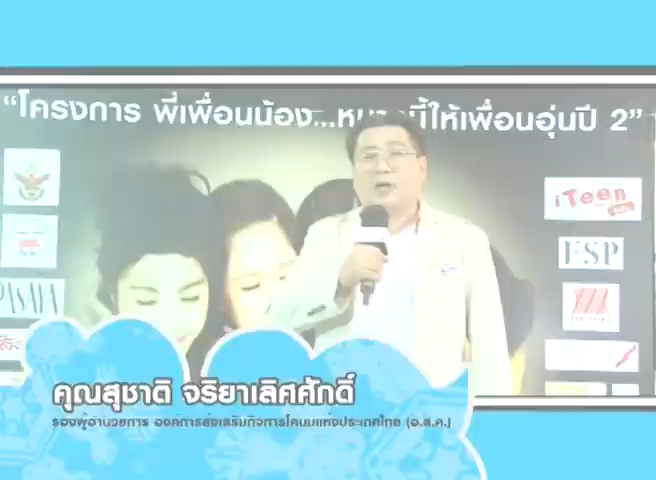 “โครงการ พี่เพื่อนน้อง...หมวกนี้ให้เพื่อนอุ่นปี 2”
iTeen
ESP
PASAYA
คุณสุชาติ จริยาเลิศศักดิ์
รองผู้อำนวยการ องค์การส่งเสริมกิจการโคนมแห่งประเทศไทย (อ.ส.ค.)